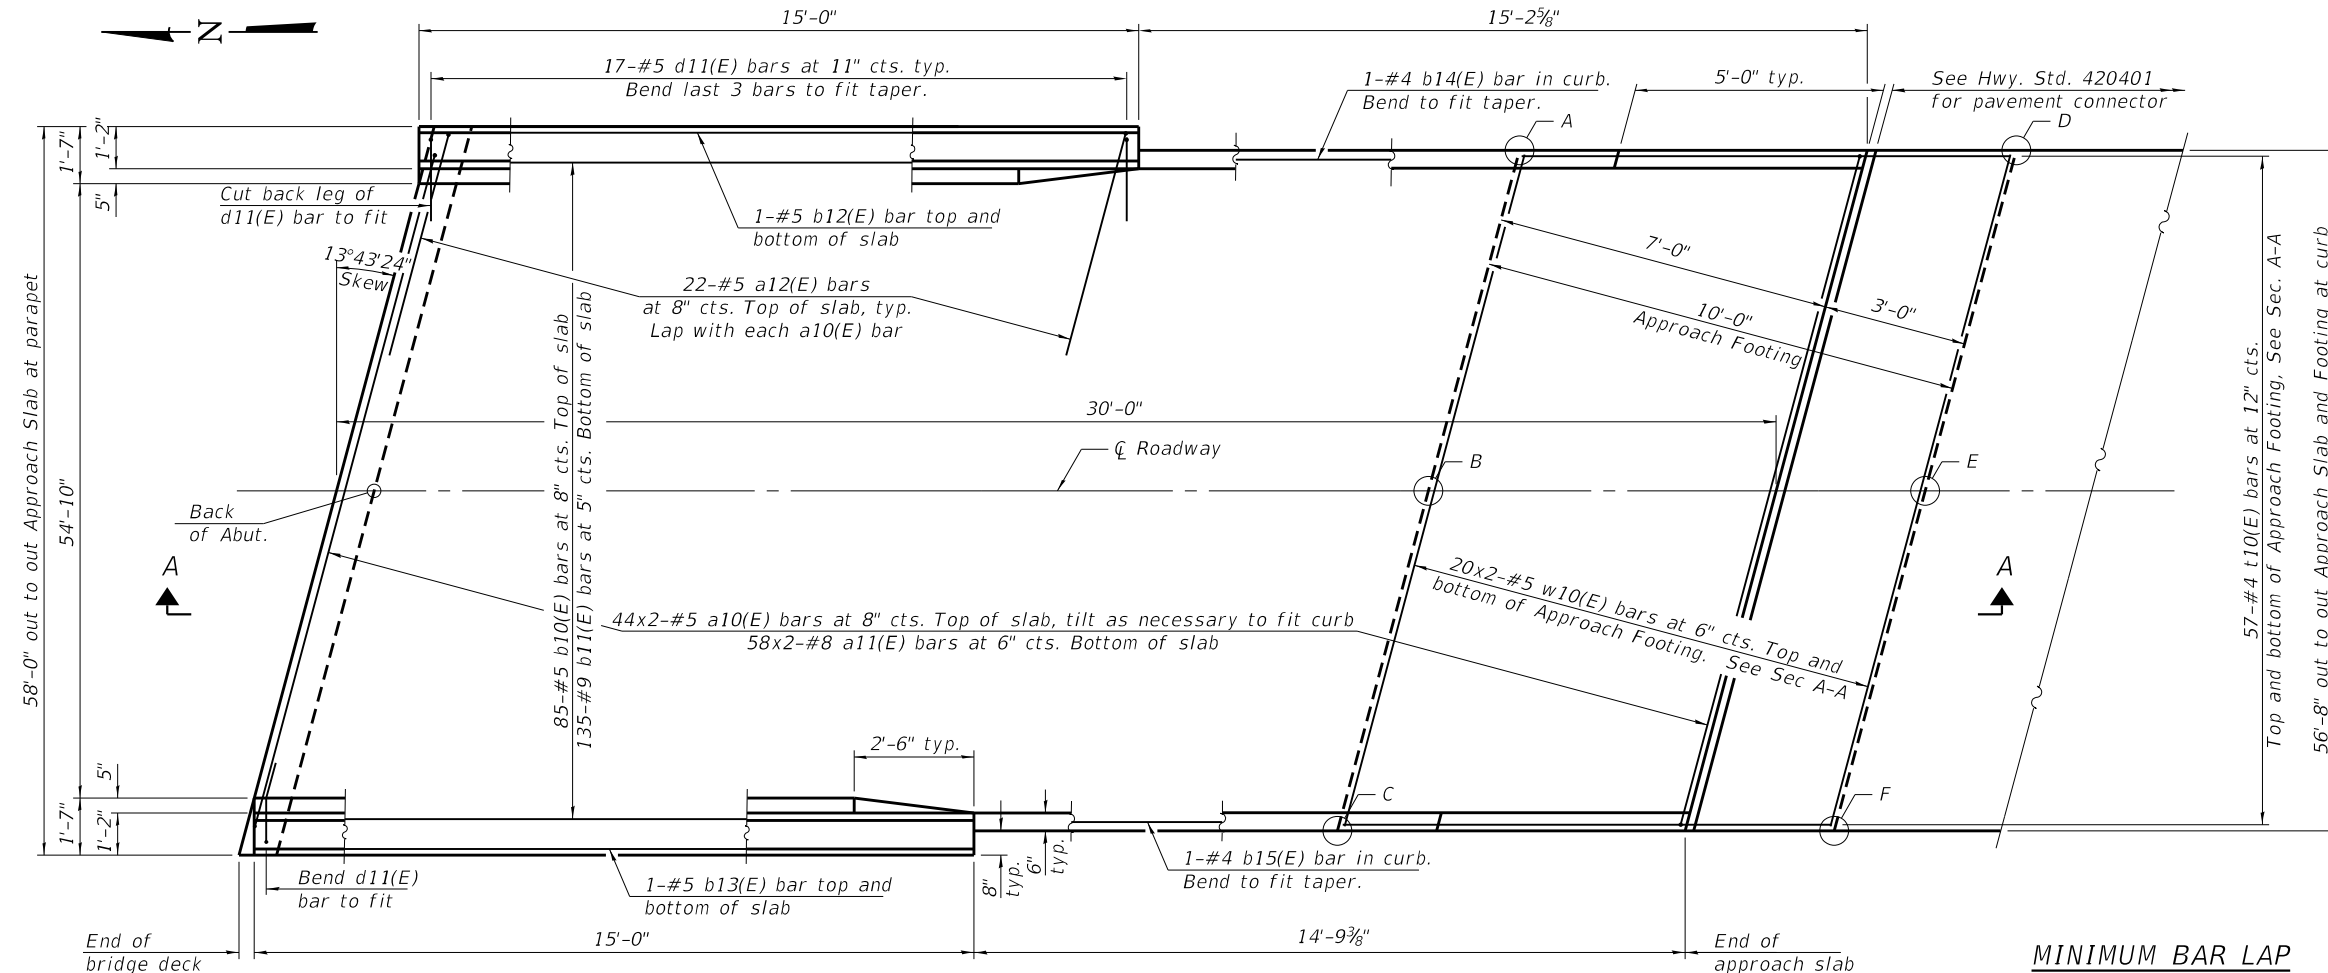 15'-0"
15'-2⅝"
N
17-#5 d11(E) bars at 11" cts. typ.
Bend last 3 bars to fit taper.
1-#4 b14(E) bar in curb.
Bend to fit taper.
5'-0" typ.
See Hwy. Std. 420401
for pavement connector
A
D
1'-7"
1'-2"
5"
Cut back leg of
d11(E) bar to fit
1-#5 b12(E) bar top and
bottom of slab
13°43'24"
Skew
22-#5 a12(E) bars
at 8" cts. Top of slab, typ.
Lap with each a10(E) bar
7'-0"
10'-0"
Approach Footing
3'-0"
30'-0"
℄ Roadway
B
E
Back
of Abut.
A
A
58'-0" out to out Approach Slab at parapet
54'-10"
85-#5 b10(E) bars at 8" cts. Top of slab
135-#9 b11(E) bars at 5" cts. Bottom of slab
57-#4 t10(E) bars at 12" cts.
Top and bottom of Approach Footing, See Sec. A-A
56'-8" out to out Approach Slab and Footing at curb
44x2-#5 a10(E) bars at 8" cts. Top of slab, tilt as necessary to fit curb
58x2-#8 a11(E) bars at 6" cts. Bottom of slab
20x2-#5 w10(E) bars at 6" cts. Top and
bottom of Approach Footing. See Sec A-A
2'-6" typ.
5"
1'-7"
1'-2"
C
F
Bend d11(E)
bar to fit
1-#5 b13(E) bar top and
bottom of slab
8"
typ.
6"
typ.
1-#4 b15(E) bar in curb.
Bend to fit taper.
End of
bridge deck
15'-0"
14'-9⅜"
End of
approach slab
MINIMUM BAR LAP